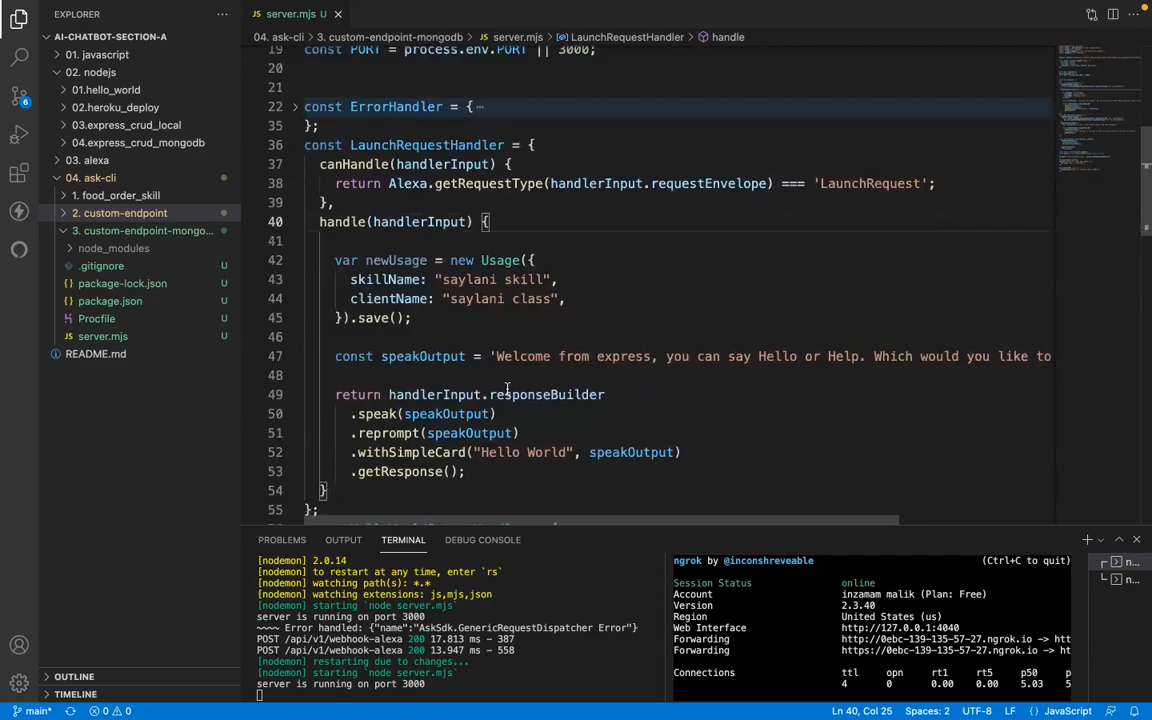 EXPLORER
AI-CHATBOT-SECTION-A
01. javascript
02. nodejs
01.hello_world
02.heroku_deploy
03.express_crud_local
04.express_crud_mongodb
03. alexa
04. ask-cli
1. food_order_skill
2. custom-endpoint
3. custom-endpoint-mongo...
node_modules
.gitignore U
package-lock.json U
package.json U
Procfile U
JS server.mjs U
README.md
OUTLINE
TIMELINE
6
JS server.mjs U
04. ask-cli > 3. custom-endpoint-mongodb > JS server.mjs > LaunchRequestHandler > handle
19 const PORT = process.env.PORT || 3000;
20
21
22 const ErrorHandler = {
35 };
36 const LaunchRequestHandler = {
37 canHandle(handlerInput) {
38 return Alexa.getRequestType(handlerInput.requestEnvelope) === 'LaunchRequest';
39 },
40 handle(handlerInput) {
41
42 var newUsage = new Usage({
43 skillName: "saylani skill",
44 clientName: "saylani class",
45 }).save();
46
47 const speakOutput = 'Welcome from express, you can say Hello or Help. Which would you like to
48
49 return handlerInput.responseBuilder
50 .speak(speakOutput)
51 .reprompt(speakOutput)
52 .withSimpleCard("Hello World", speakOutput)
53 .getResponse();
54 }
55 };
PROBLEMS OUTPUT TERMINAL DEBUG CONSOLE
[nodemon] 2.0.14
[nodemon] to restart at any time, enter `rs`
[nodemon] watching path(s): *.*
[nodemon] watching extensions: js,mjs,json
[nodemon] starting `node server.mjs`
server is running on port 3000
~~~~ Error handled: {"name":"AskSdk.GenericRequestDispatcher Error"}
POST /api/v1/webhook-alexa 200 17.813 ms - 387
POST /api/v1/webhook-alexa 200 13.947 ms - 558
[nodemon] restarting due to changes...
[nodemon] starting `node server.mjs`
server is running on port 3000
ngrok by @inconshreveable (Ctrl+C to quit)
Session Status online
Account inzamam malik (Plan: Free)
Version 2.3.40
Region United States (us)
Web Interface http://127.0.0.1:4040
Forwarding http://0ebc-139-135-57-27.ngrok.io -> htt
Forwarding https://0ebc-139-135-57-27.ngrok.io -> ht
Connections ttl opn rt1 rt5 p50 p
4 0 0.00 0.00 5.03 5
n...
n...
main* 0 0 Ln 40, Col 25 Spaces: 2 UTF-8 LF JavaScript